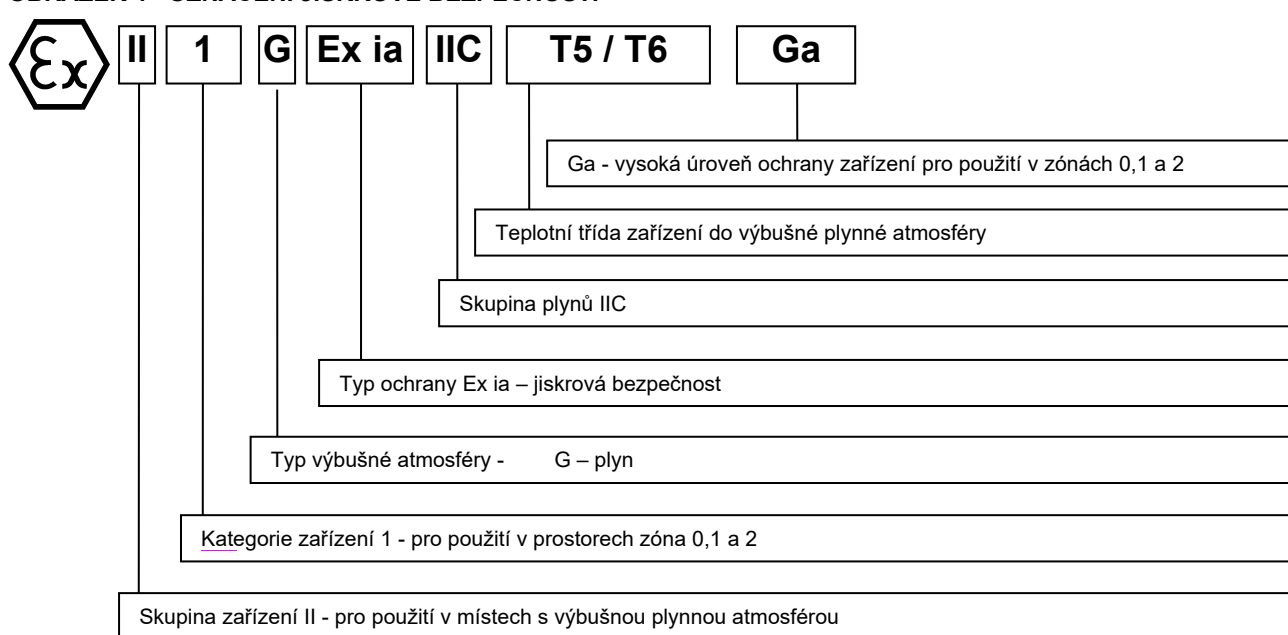 II 1 G Ex ia IIC T5 / T6 Ga
Ga - vysoká úroveň ochrany zařízení pro použití v zónách 0,1 a 2
Teplotní třída zařízení do výbušné plynné atmosféry
Skupina plynů IIC
Typ ochrany Ex ia – jiskrová bezpečnost
Typ výbušné atmosféry - G – plyn
Kategorie zařízení 1 - pro použití v prostorech zóna 0,1 a 2
Skupina zařízení II - pro použití v místech s výbušnou plynnou atmosférou